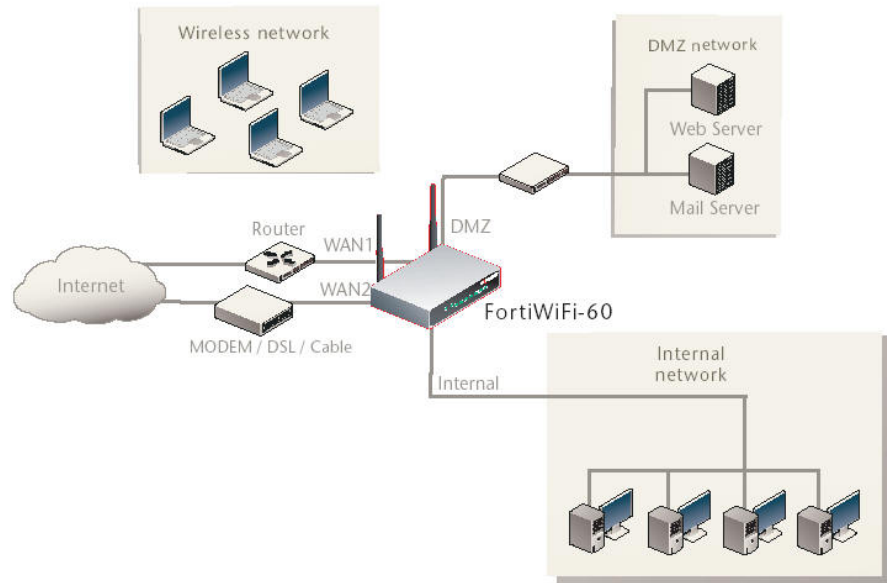 Wireless network
DMZ network
Web Server
Mail Server
Router
WAN1
DMZ
Internet
WAN2
FortiWiFi-60
MODEM / DSL / Cable
Internal
Internal
network